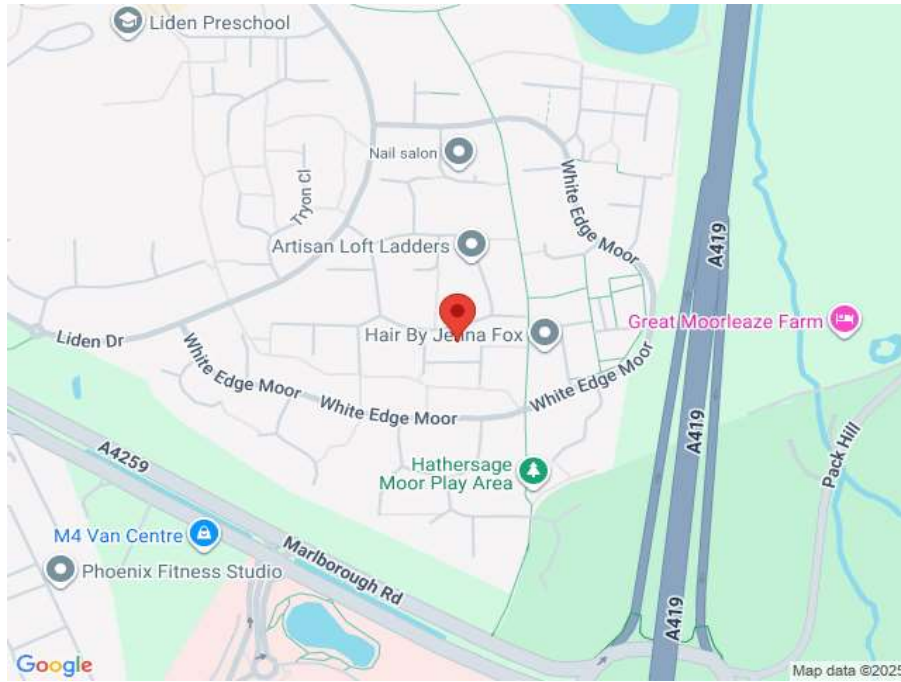 Liden Preschool
Nail salon
Tryon Cl
White Edge Moor
A419
Artisan Loft Ladders
Hair By Jenna Fox
Great Moorleaze Farm
Liden Dr
White Edge Moor
White Edge Moor
White Edge Moor
A419
A4259
Hathersage
Moor Play Area
Pack Hill
M4 Van Centre
Phoenix Fitness Studio
Marlborough Rd
A419
Google
Map data ©2025